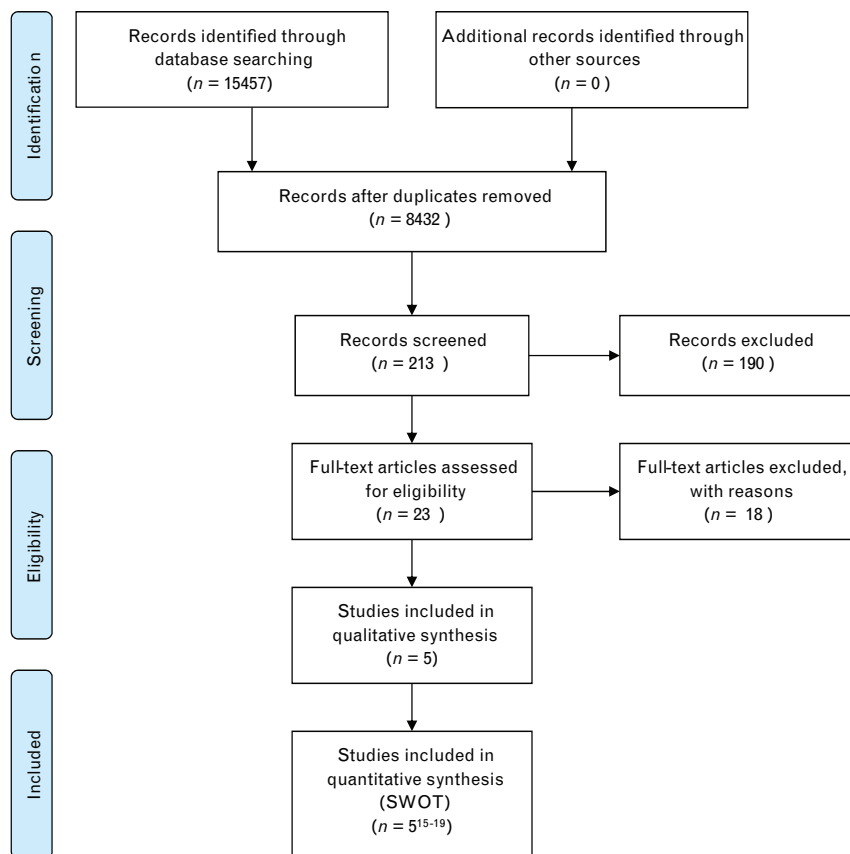 Identification
Records identified through
database searching
(n = 15457)
Additional records identified through
other sources
(n = 0 )
Records after duplicates removed
(n = 8432 )
Screening
Records screened
(n = 213 )
Records excluded
(n = 190 )
Eligibility
Full-text articles assessed
for eligibility
(n = 23 )
Full-text articles excluded,
with reasons
(n = 18 )
Studies included in
qualitative synthesis
(n = 5)
Included
Studies included in
quantitative synthesis
(SWOT)
(n = 5¹⁵⁻¹⁹)